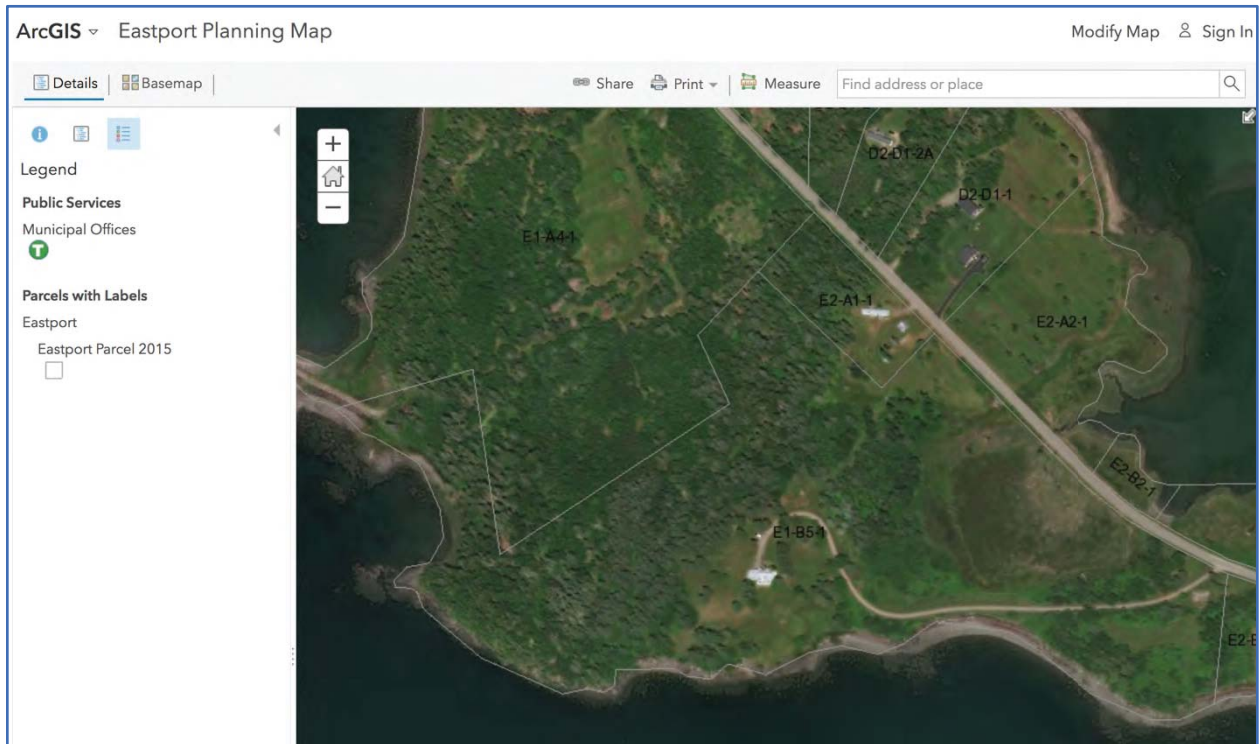 ArcGIS Eastport Planning Map Modify Map Sign In
Details Basemap Share Print Measure Find address or place
Legend
Public Services
Municipal Offices
T
Parcels with Labels
Eastport
Eastport Parcel 2015
D2-D1-2A
D2-D1-1
E1-A4-1
E2-A1-1
E2-A2-1
E2-B2-1
E1-B5-1